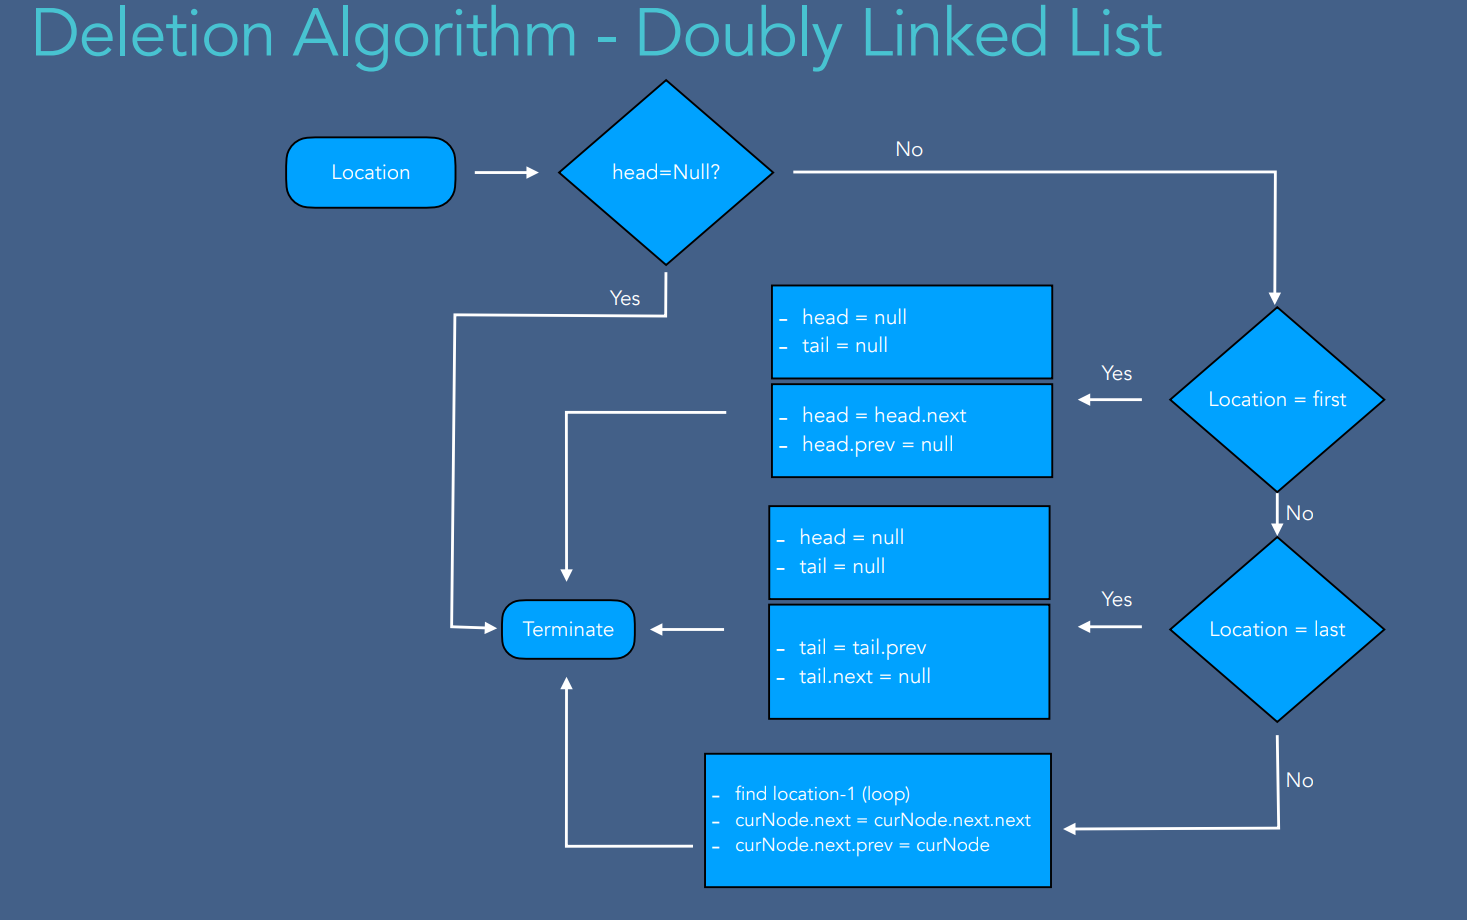 Deletion Algorithm - Doubly Linked List
Location
head=Null?
No
Yes
- head = null
- tail = null
Yes
Location = first
- head = head.next
- head.prev = null
No
- head = null
- tail = null
Yes
Terminate
Location = last
- tail = tail.prev
- tail.next = null
No
- find location-1 (loop)
- curNode.next = curNode.next.next
- curNode.next.prev = curNode